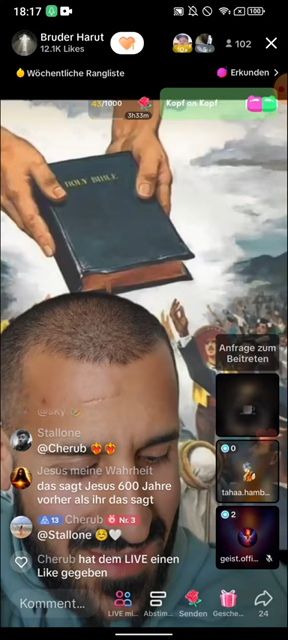 18:17
100
Bruder Harut
12.1K Likes
102
Wöchentliche Rangliste
Erkunden >
43/1000
3h33m
Kopf an Kopf
HOLY BIBLE
Anfrage zum
Beitreten
@Sky
Stallone
@Cherub
Jesus meine Wahrheit
das sagt Jesus 600 Jahre
vorher als ihr das sagt
13 Cherub Nr. 3
@Stallone
Cherub hat dem LIVE einen
Like gegeben
0
tahaa.hamb...
2
geist.offi...
Kommentar...
LIVE mi...
Abstim...
Senden
Gesche...
24